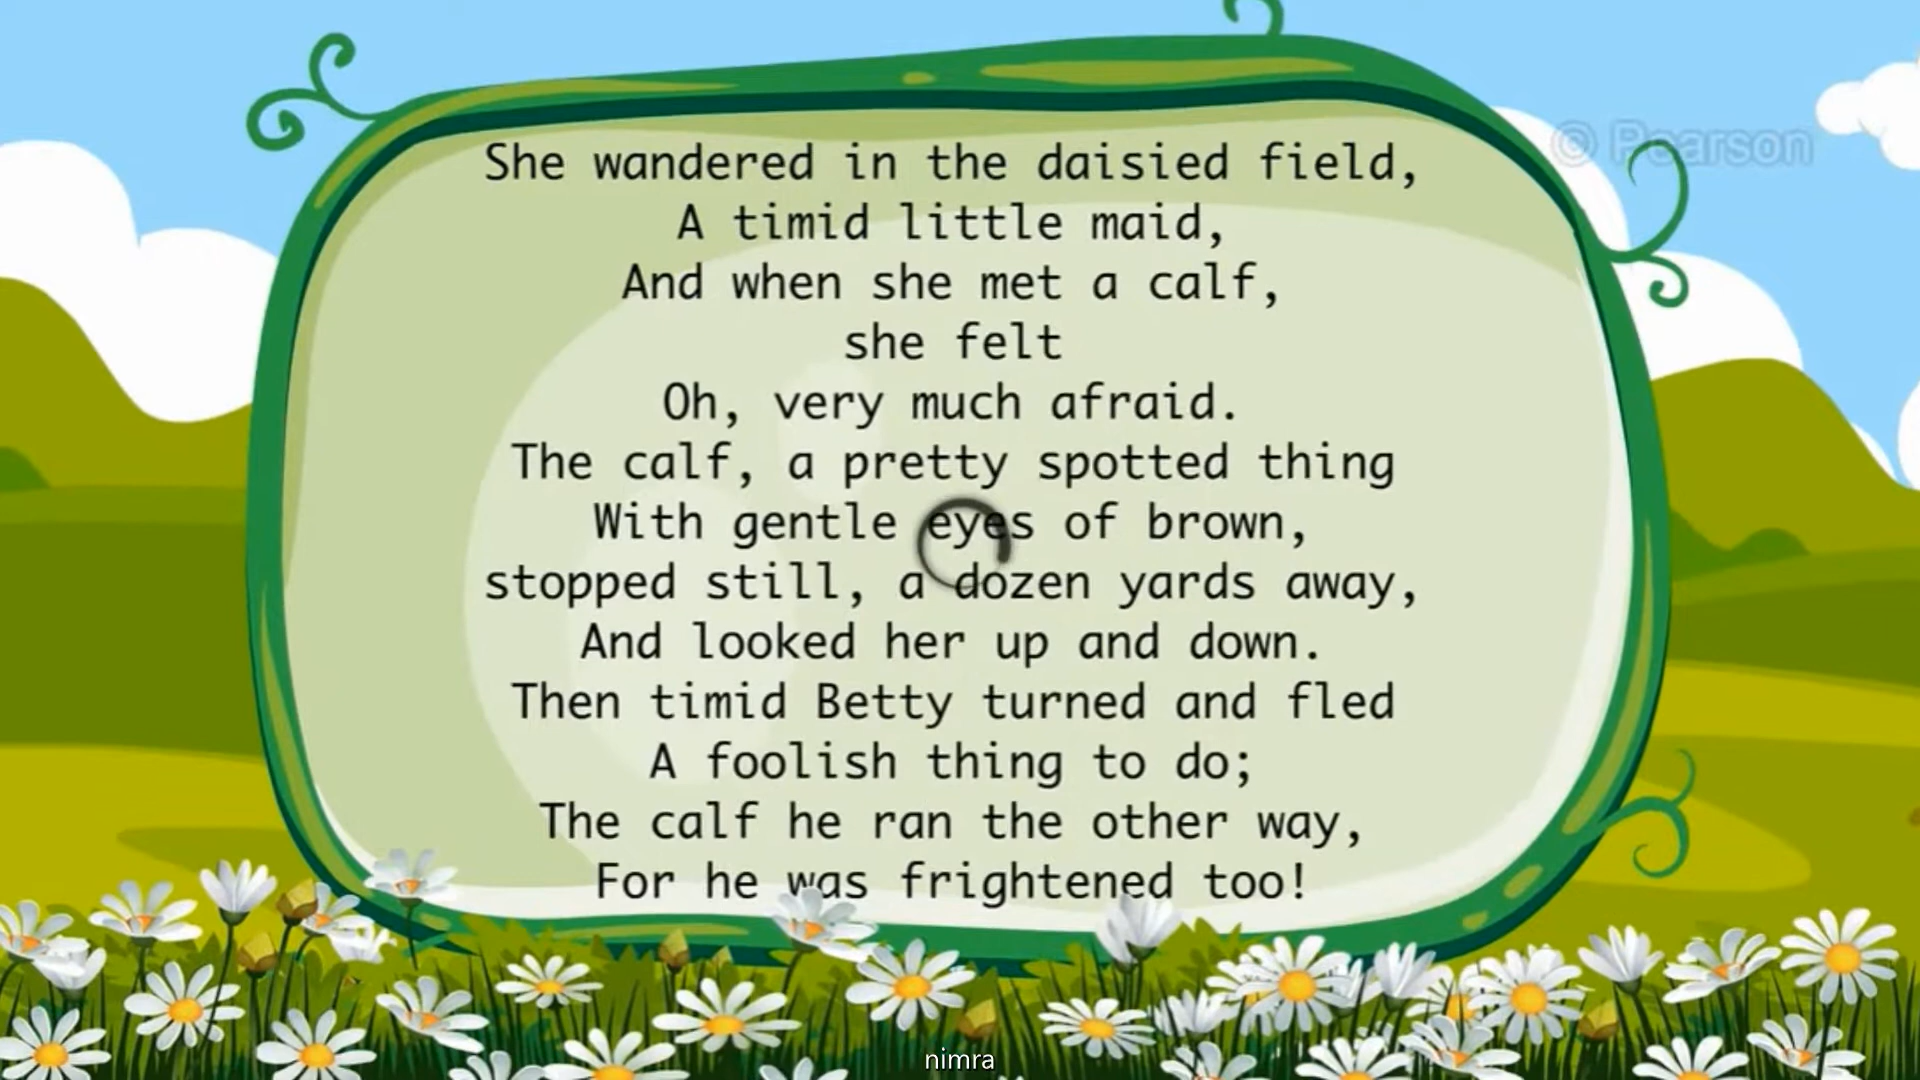 © Pearson
She wandered in the daisied field,
A timid little maid,
And when she met a calf,
she felt
Oh, very much afraid.
The calf, a pretty spotted thing
With gentle eyes of brown,
stopped still, a dozen yards away,
And looked her up and down.
Then timid Betty turned and fled
A foolish thing to do;
The calf he ran the other way,
For he was frightened too!
nimra